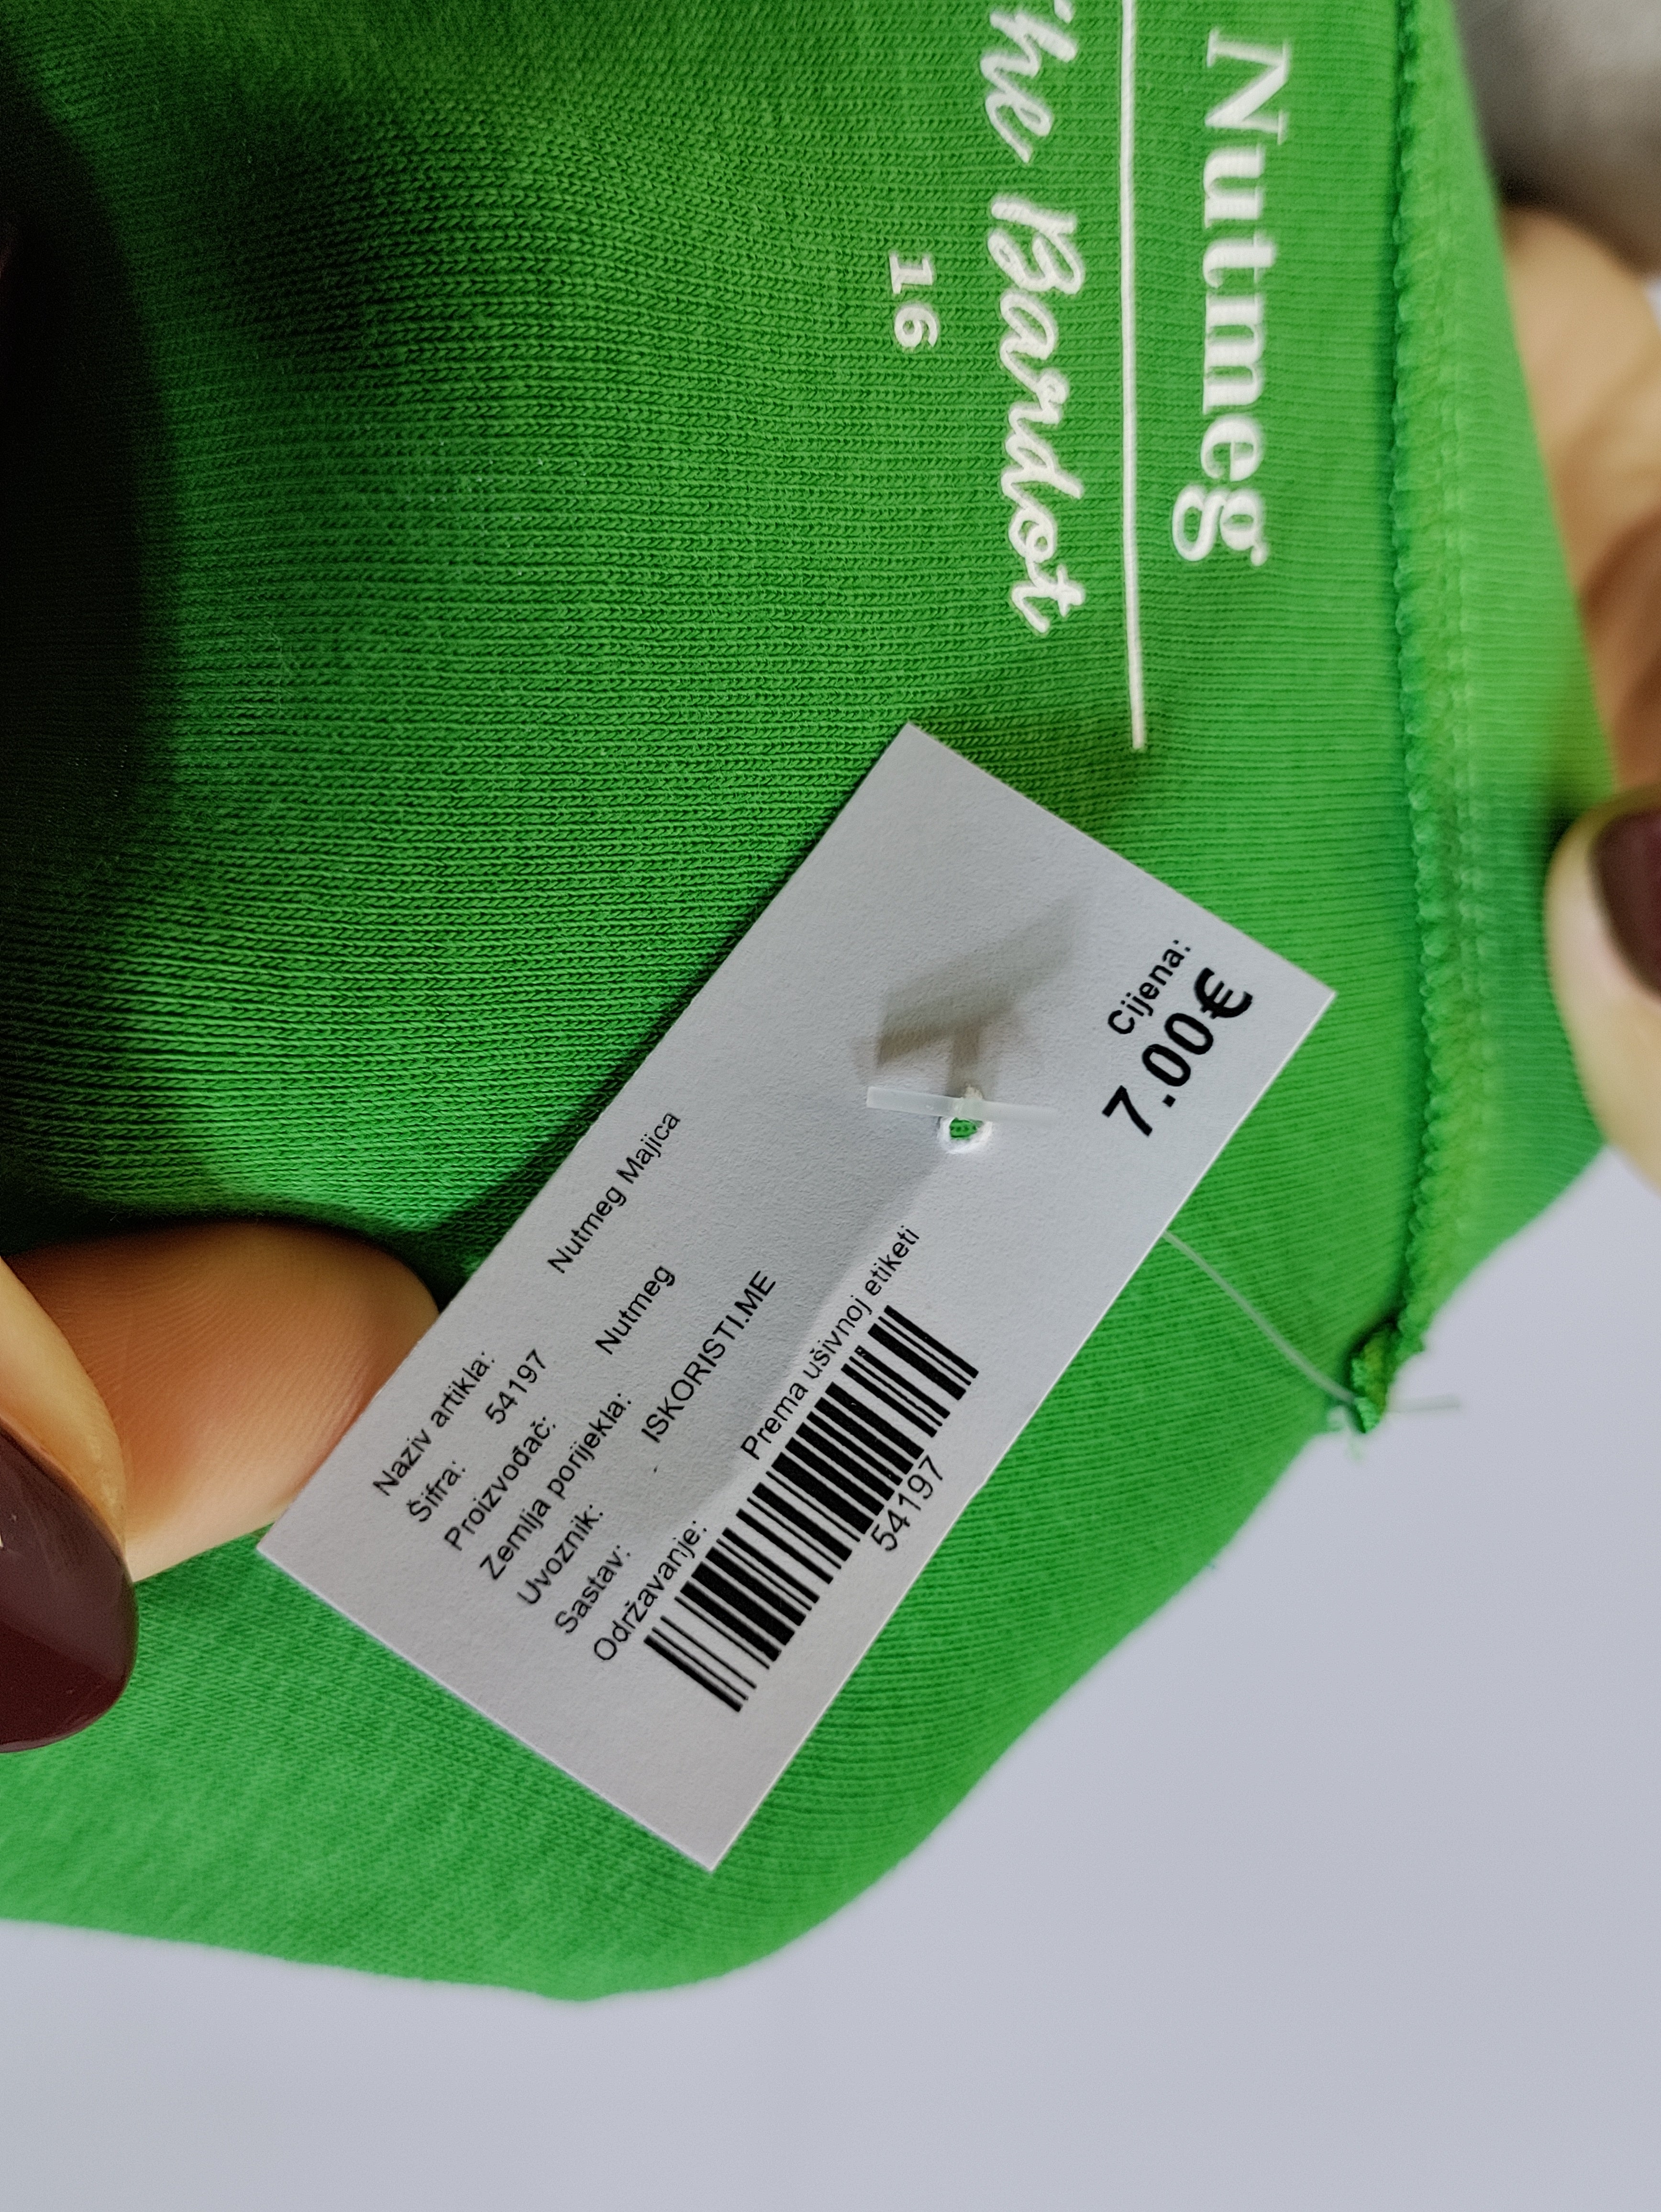 Nutmeg
The Bardot
16
Naziv artikla: Nutmeg Majica
Šifra: 54197
Proizvođač: Nutmeg
Zemlja porijekla:
Uvoznik: ISKORISTI.ME
Sastav:
Održavanje: Prema ušivnoj etiketi
54197
Cijena:
7.00€